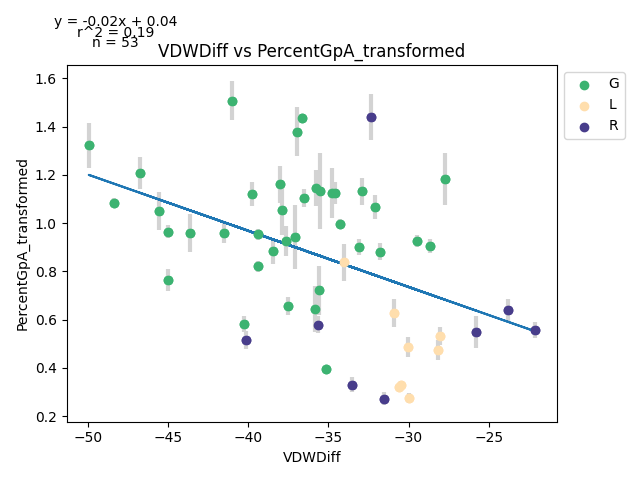 y = -0.02x + 0.04
r^2 = 0.19
n = 53
VDWDiff vs PercentGpA_transformed
G
L
R
1.6
1.4
1.2
1.0
0.8
0.6
0.4
0.2
PercentGpA_transformed
−50
−45
−40
−35
−30
−25
VDWDiff